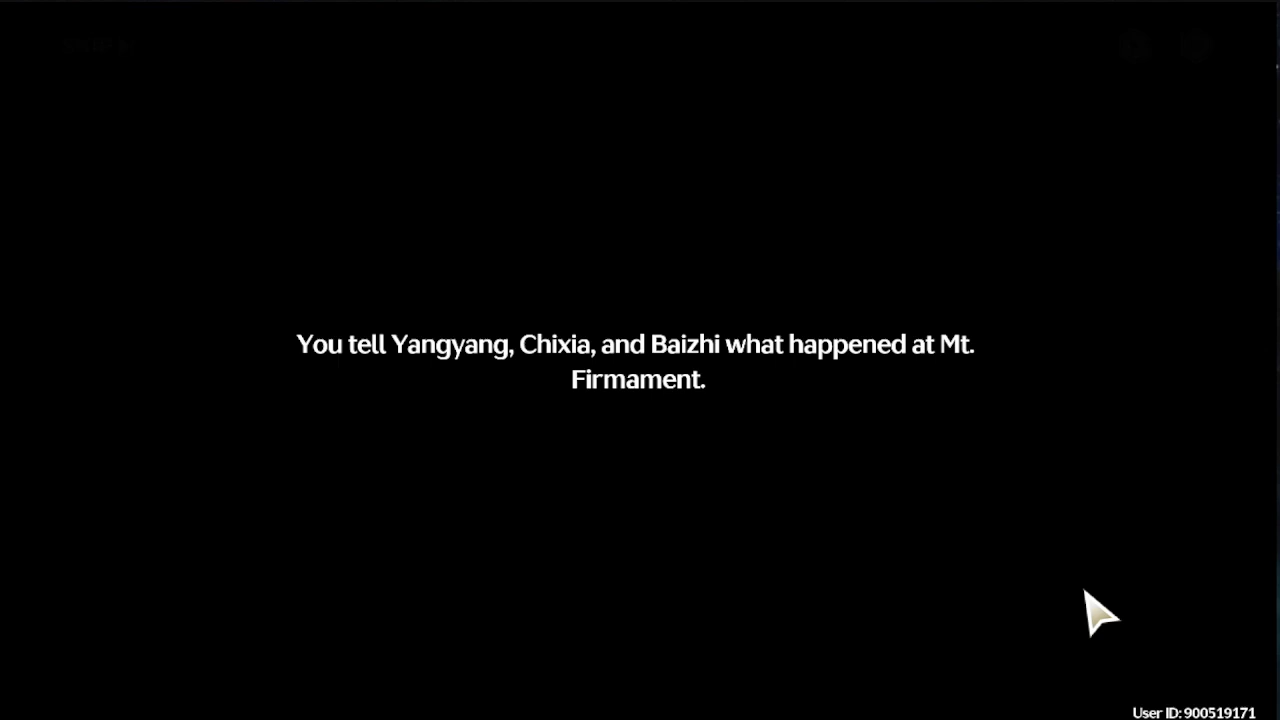 You tell Yangyang, Chixia, and Baizhi what happened at Mt.
Firmament.
User ID: 900519171